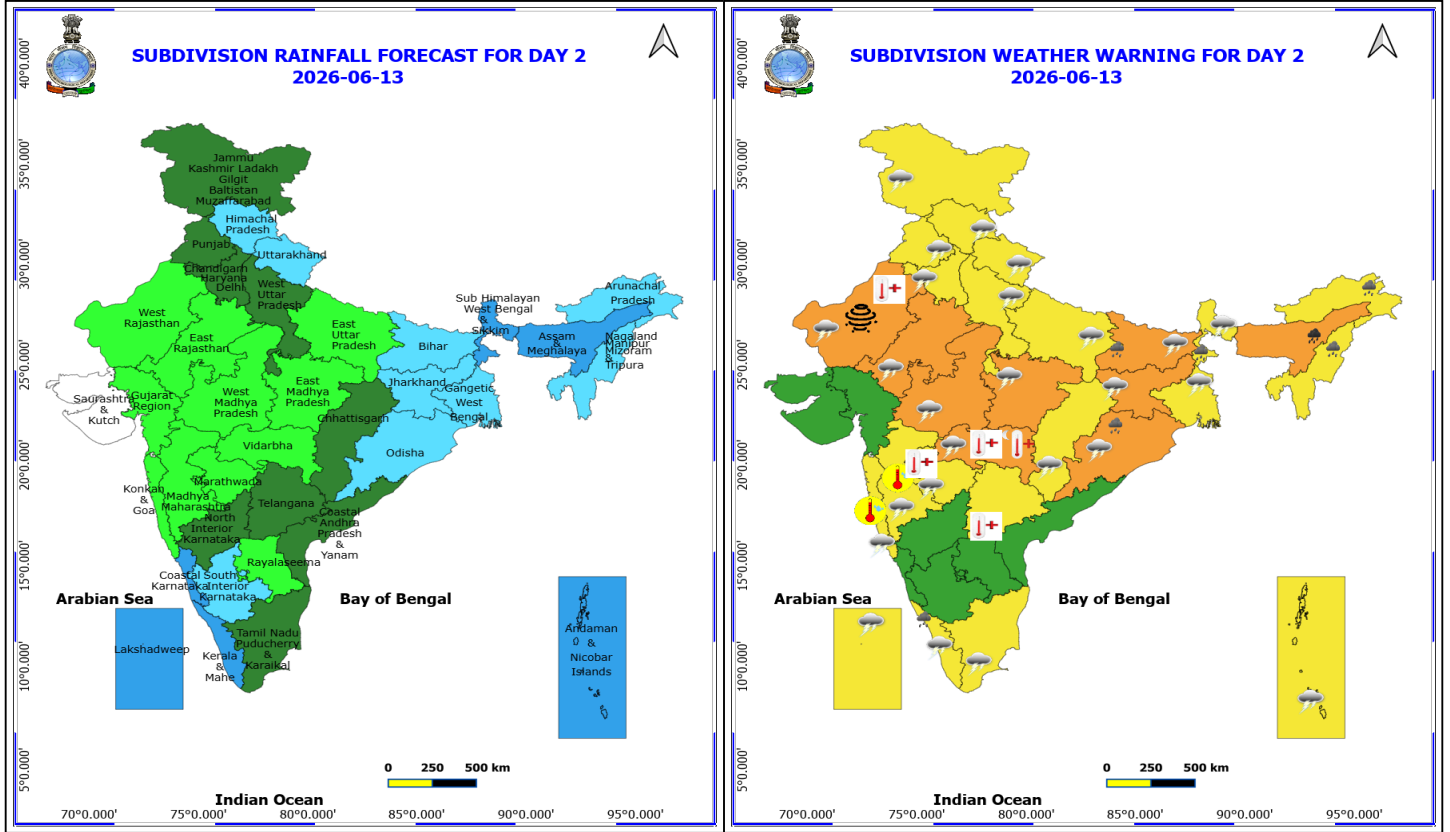 SUBDIVISION RAINFALL FORECAST FOR DAY 2
2026-06-13
40°0.000'
35°0.000'
30°0.000'
25°0.000'
20°0.000'
15°0.000'
10°0.000'
5°0.000'
Jammu
Kashmir Ladakh
Gilgit
Baltistan
Muzaffarabad
Himachal
Pradesh
Punjab
Uttarakhand
Chandigarh
Haryana
Delhi
West
Uttar
Pradesh
West
Rajasthan
East
Rajasthan
East
Uttar
Pradesh
Sub Himalayan
West Bengal
&
Sikkim
Arunachal
Pradesh
Assam
&
Meghalaya
Nagaland
Manipur
Mizoram
&
Tripura
Bihar
Jharkhand
Gangetic
West
Bengal
Saurashtra
&
Kutch
Gujarat
Region
West
Madhya
Pradesh
East
Madhya
Pradesh
Chhattisgarh
Vidarbha
Odisha
Konkan
&
Goa
Madhya
Maharashtra
Marathwada
Telangana
North
Interior
Karnataka
Coastal
Andhra
Pradesh
&
Yanam
Rayalaseema
Coastal
Karnataka
South
Interior
Karnataka
Tamil Nadu
Puducherry
&
Karaikal
Kerala
&
Mahe
Lakshadweep
Andaman
&
Nicobar
Islands
Arabian Sea
Bay of Bengal
Indian Ocean
0 250 500 km
70°0.000' 75°0.000' 80°0.000' 85°0.000' 90°0.000' 95°0.000'
SUBDIVISION WEATHER WARNING FOR DAY 2
2026-06-13
40°0.000'
35°0.000'
30°0.000'
25°0.000'
20°0.000'
15°0.000'
10°0.000'
5°0.000'
Arabian Sea
Bay of Bengal
Indian Ocean
0 250 500 km
70°0.000' 75°0.000' 80°0.000' 85°0.000' 90°0.000' 95°0.000'